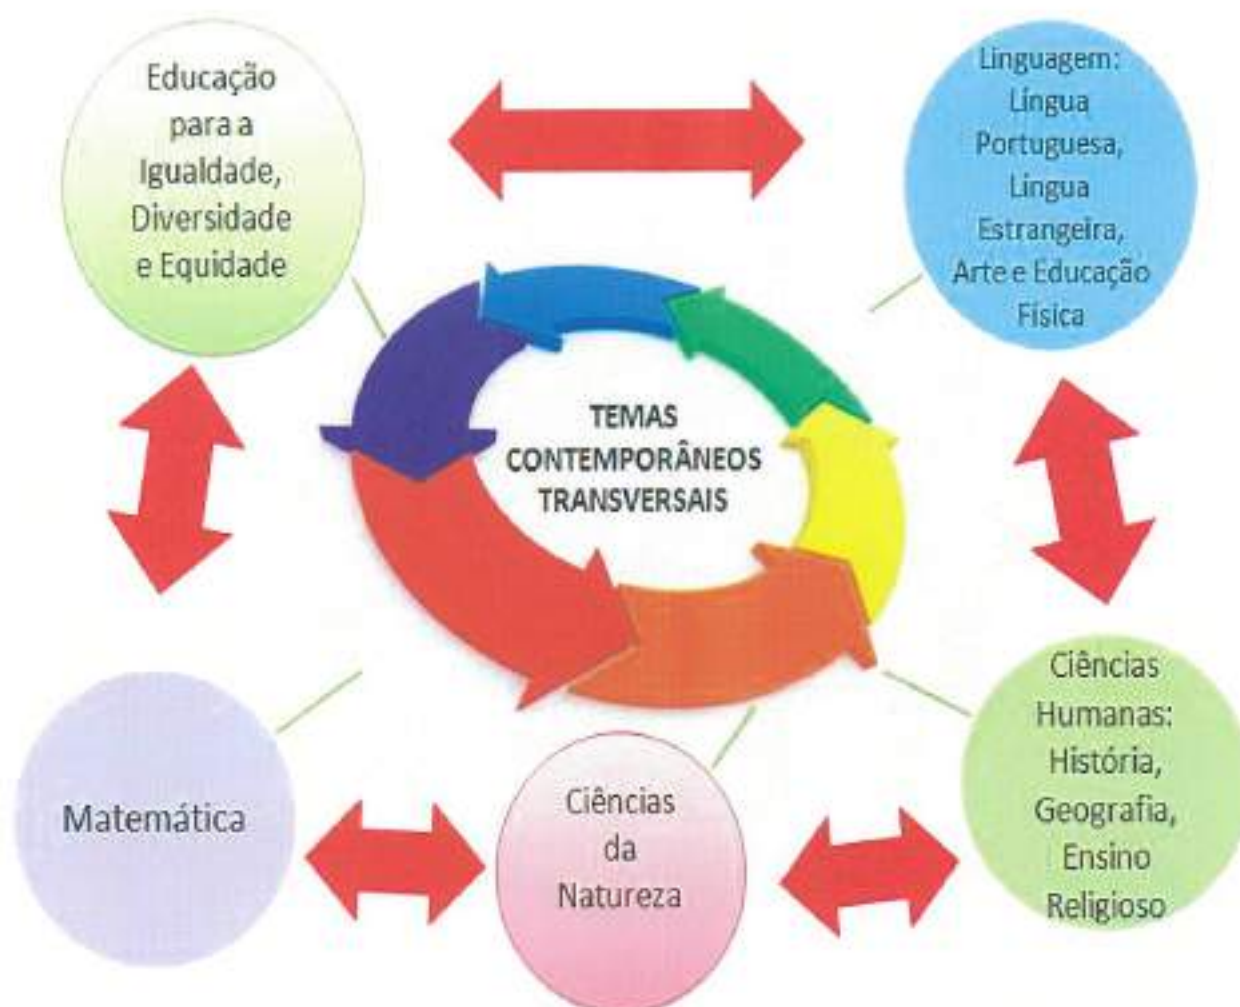 Educação
para a
Igualdade,
Diversidade
e Equidade
Linguagem:
Língua
Portuguesa,
Língua
Estrangeira,
Arte e Educação
Física
TEMAS
CONTEMPORÂNEOS
TRANSVERSAIS
Matemática
Ciências
da
Natureza
Ciências
Humanas:
História,
Geografia,
Ensino
Religioso